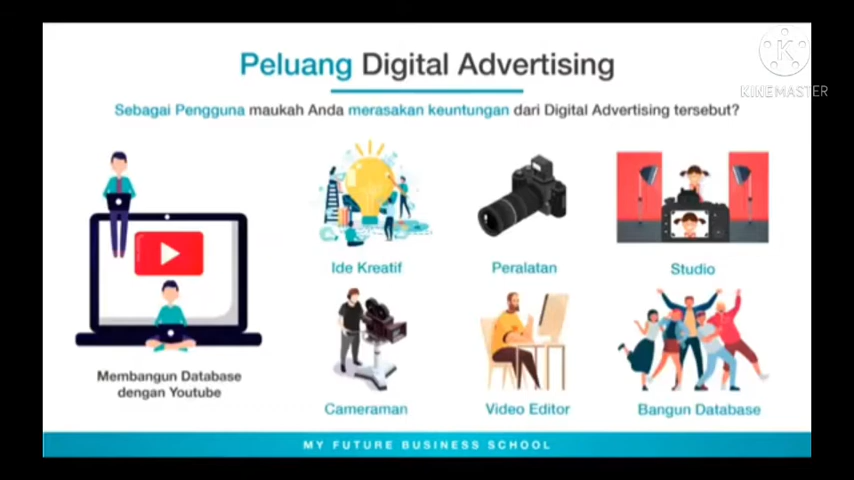 Peluang Digital Advertising
KINEMASTER
Sebagai Pengguna maukah Anda merasakan keuntungan dari Digital Advertising tersebut?
Ide Kreatif
Peralatan
Studio
Membangun Database
dengan Youtube
Cameraman
Video Editor
Bangun Database
MY FUTURE BUSINESS SCHOOL